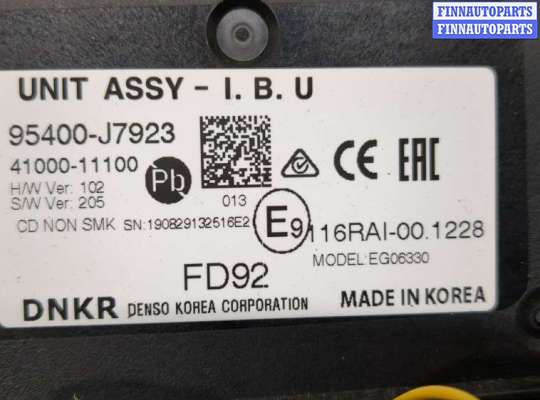 FINNAUTOPARTS
FINNAUTOPARTS
UNIT ASSY - I. B. U
95400-J7923
41000-11100
H/W Ver: 102
S/W Ver: 205
Pb
013
CE EAC
CD NON SMK SN:190829132516E2
E9 116RAI-00.1228
MODEL:EG06330
FD92
DNKR DENSO KOREA CORPORATION MADE IN KOREA